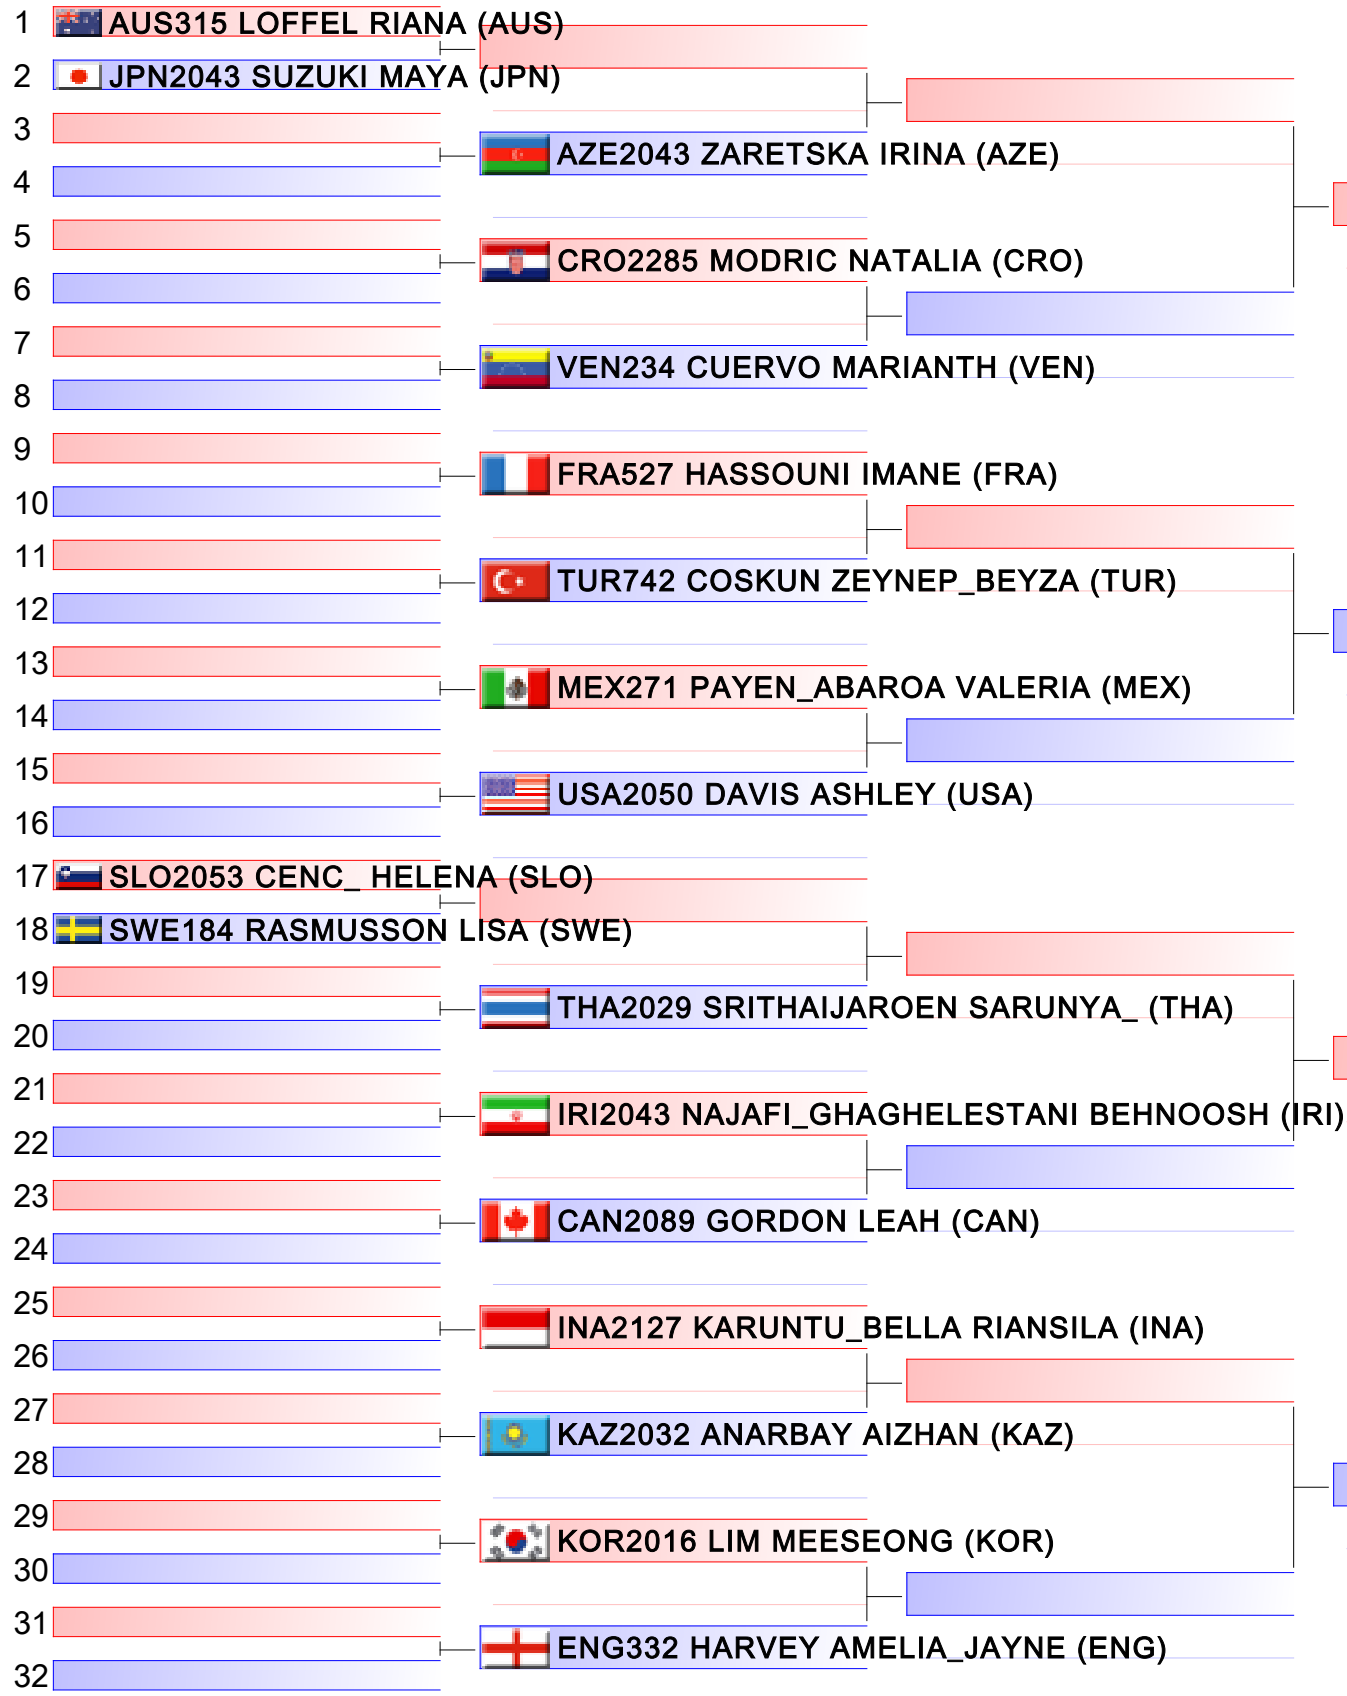 1 AUS315 LOFFEL RIANA (AUS)
2 JPN2043 SUZUKI MAYA (JPN)
3
AZE2043 ZARETSKA IRINA (AZE)
4
5
CRO2285 MODRIC NATALIA (CRO)
6
7
VEN234 CUERVO MARIANTH (VEN)
8
9
FRA527 HASSOUNI IMANE (FRA)
10
11
TUR742 COSKUN ZEYNEP_BEYZA (TUR)
12
13
MEX271 PAYEN_ABAROA VALERIA (MEX)
14
15
USA2050 DAVIS ASHLEY (USA)
16
17 SLO2053 CENC_ HELENA (SLO)
18 SWE184 RASMUSSON LISA (SWE)
19
THA2029 SRITHAIJAROEN SARUNYA_ (THA)
20
21
IRI2043 NAJAFI_GHAGHELESTANI BEHNOOSH (IRI)
22
23
CAN2089 GORDON LEAH (CAN)
24
25
INA2127 KARUNTU_BELLA RIANSILA (INA)
26
27
KAZ2032 ANARBAY AIZHAN (KAZ)
28
29
KOR2016 LIM MEESEONG (KOR)
30
31
ENG332 HARVEY AMELIA_JAYNE (ENG)
32